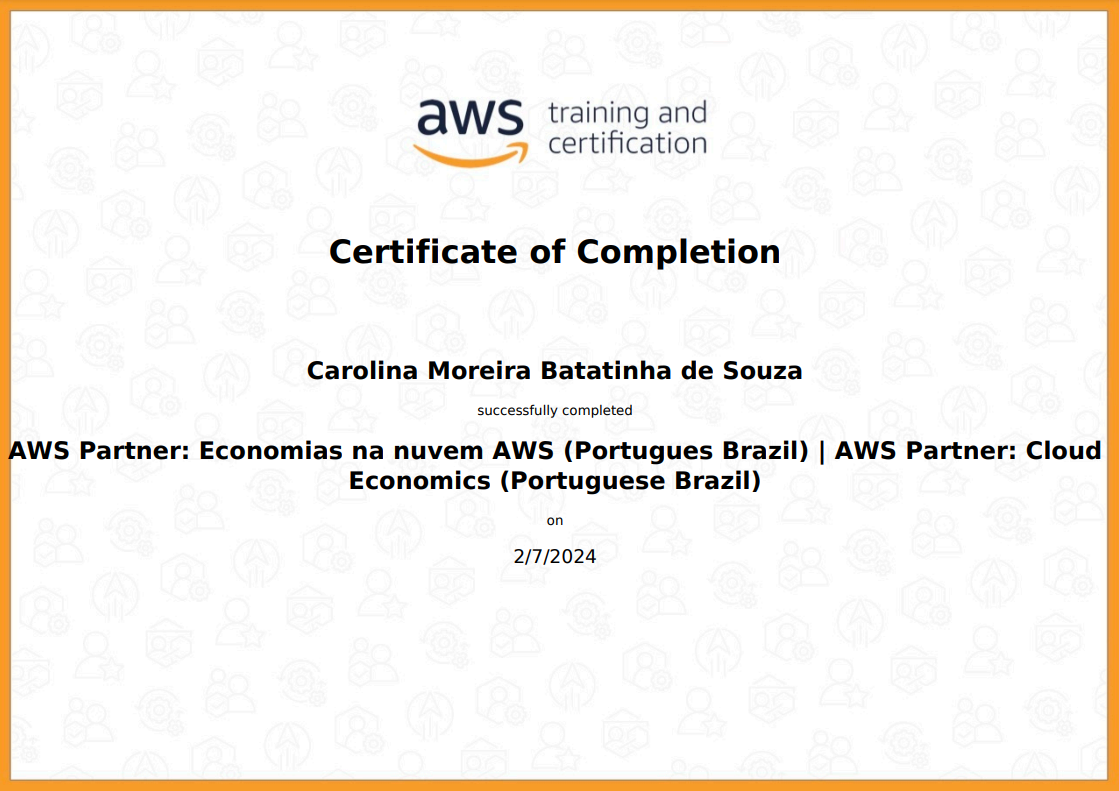 aws training and
certification
Certificate of Completion
Carolina Moreira Batatinha de Souza
successfully completed
AWS Partner: Economias na nuvem AWS (Portugues Brazil) | AWS Partner: Cloud
Economics (Portuguese Brazil)
on
2/7/2024